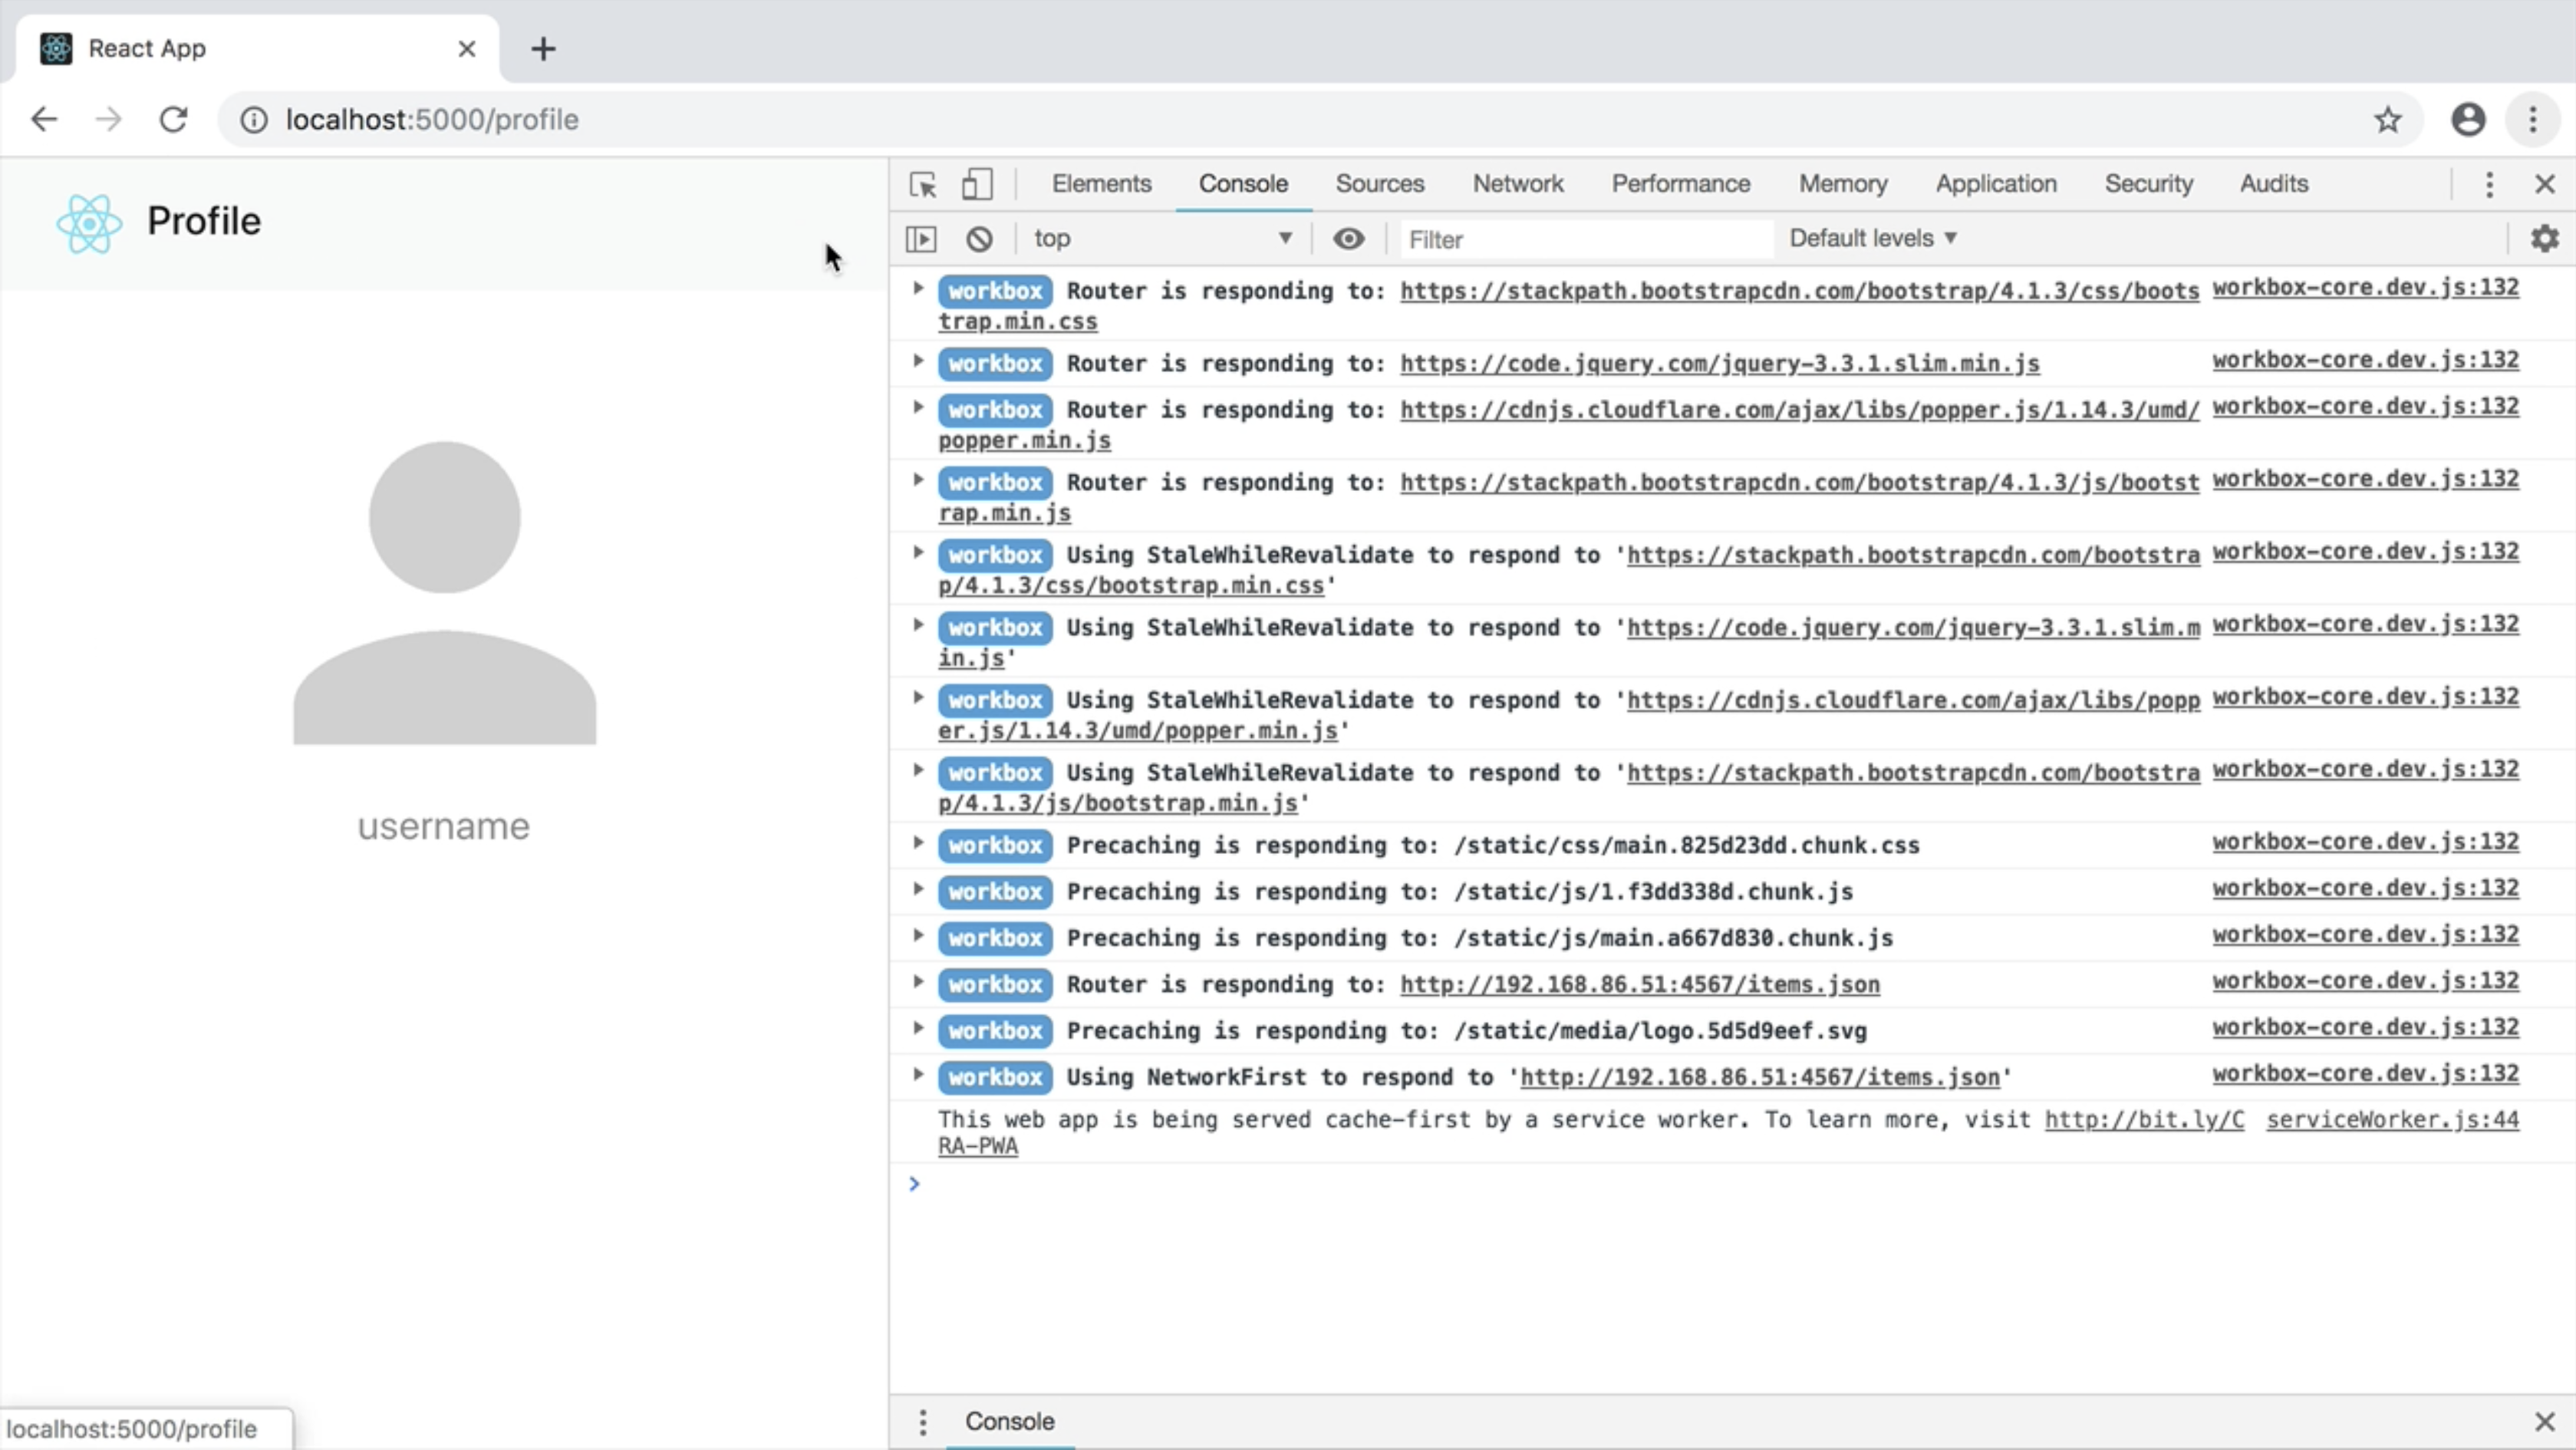 React App
localhost:5000/profile
Profile
username
localhost:5000/profile
Elements Console Sources Network Performance Memory Application Security Audits
top Filter Default levels
workbox Router is responding to: https://stackpath.bootstrapcdn.com/bootstrap/4.1.3/css/boots workbox-core.dev.js:132
trap.min.css
workbox Router is responding to: https://code.jquery.com/jquery-3.3.1.slim.min.js workbox-core.dev.js:132
workbox Router is responding to: https://cdnjs.cloudflare.com/ajax/libs/popper.js/1.14.3/umd/ workbox-core.dev.js:132
popper.min.js
workbox Router is responding to: https://stackpath.bootstrapcdn.com/bootstrap/4.1.3/js/bootst workbox-core.dev.js:132
rap.min.js
workbox Using StaleWhileRevalidate to respond to 'https://stackpath.bootstrapcdn.com/bootstra workbox-core.dev.js:132
p/4.1.3/css/bootstrap.min.css'
workbox Using StaleWhileRevalidate to respond to 'https://code.jquery.com/jquery-3.3.1.slim.m workbox-core.dev.js:132
in.js'
workbox Using StaleWhileRevalidate to respond to 'https://cdnjs.cloudflare.com/ajax/libs/popp workbox-core.dev.js:132
er.js/1.14.3/umd/popper.min.js'
workbox Using StaleWhileRevalidate to respond to 'https://stackpath.bootstrapcdn.com/bootstra workbox-core.dev.js:132
p/4.1.3/js/bootstrap.min.js'
workbox Precaching is responding to: /static/css/main.825d23dd.chunk.css workbox-core.dev.js:132
workbox Precaching is responding to: /static/js/1.f3dd338d.chunk.js workbox-core.dev.js:132
workbox Precaching is responding to: /static/js/main.a667d830.chunk.js workbox-core.dev.js:132
workbox Router is responding to: http://192.168.86.51:4567/items.json workbox-core.dev.js:132
workbox Precaching is responding to: /static/media/logo.5d5d9eef.svg workbox-core.dev.js:132
workbox Using NetworkFirst to respond to 'http://192.168.86.51:4567/items.json' workbox-core.dev.js:132
This web app is being served cache-first by a service worker. To learn more, visit http://bit.ly/C serviceWorker.js:44
RA-PWA
Console